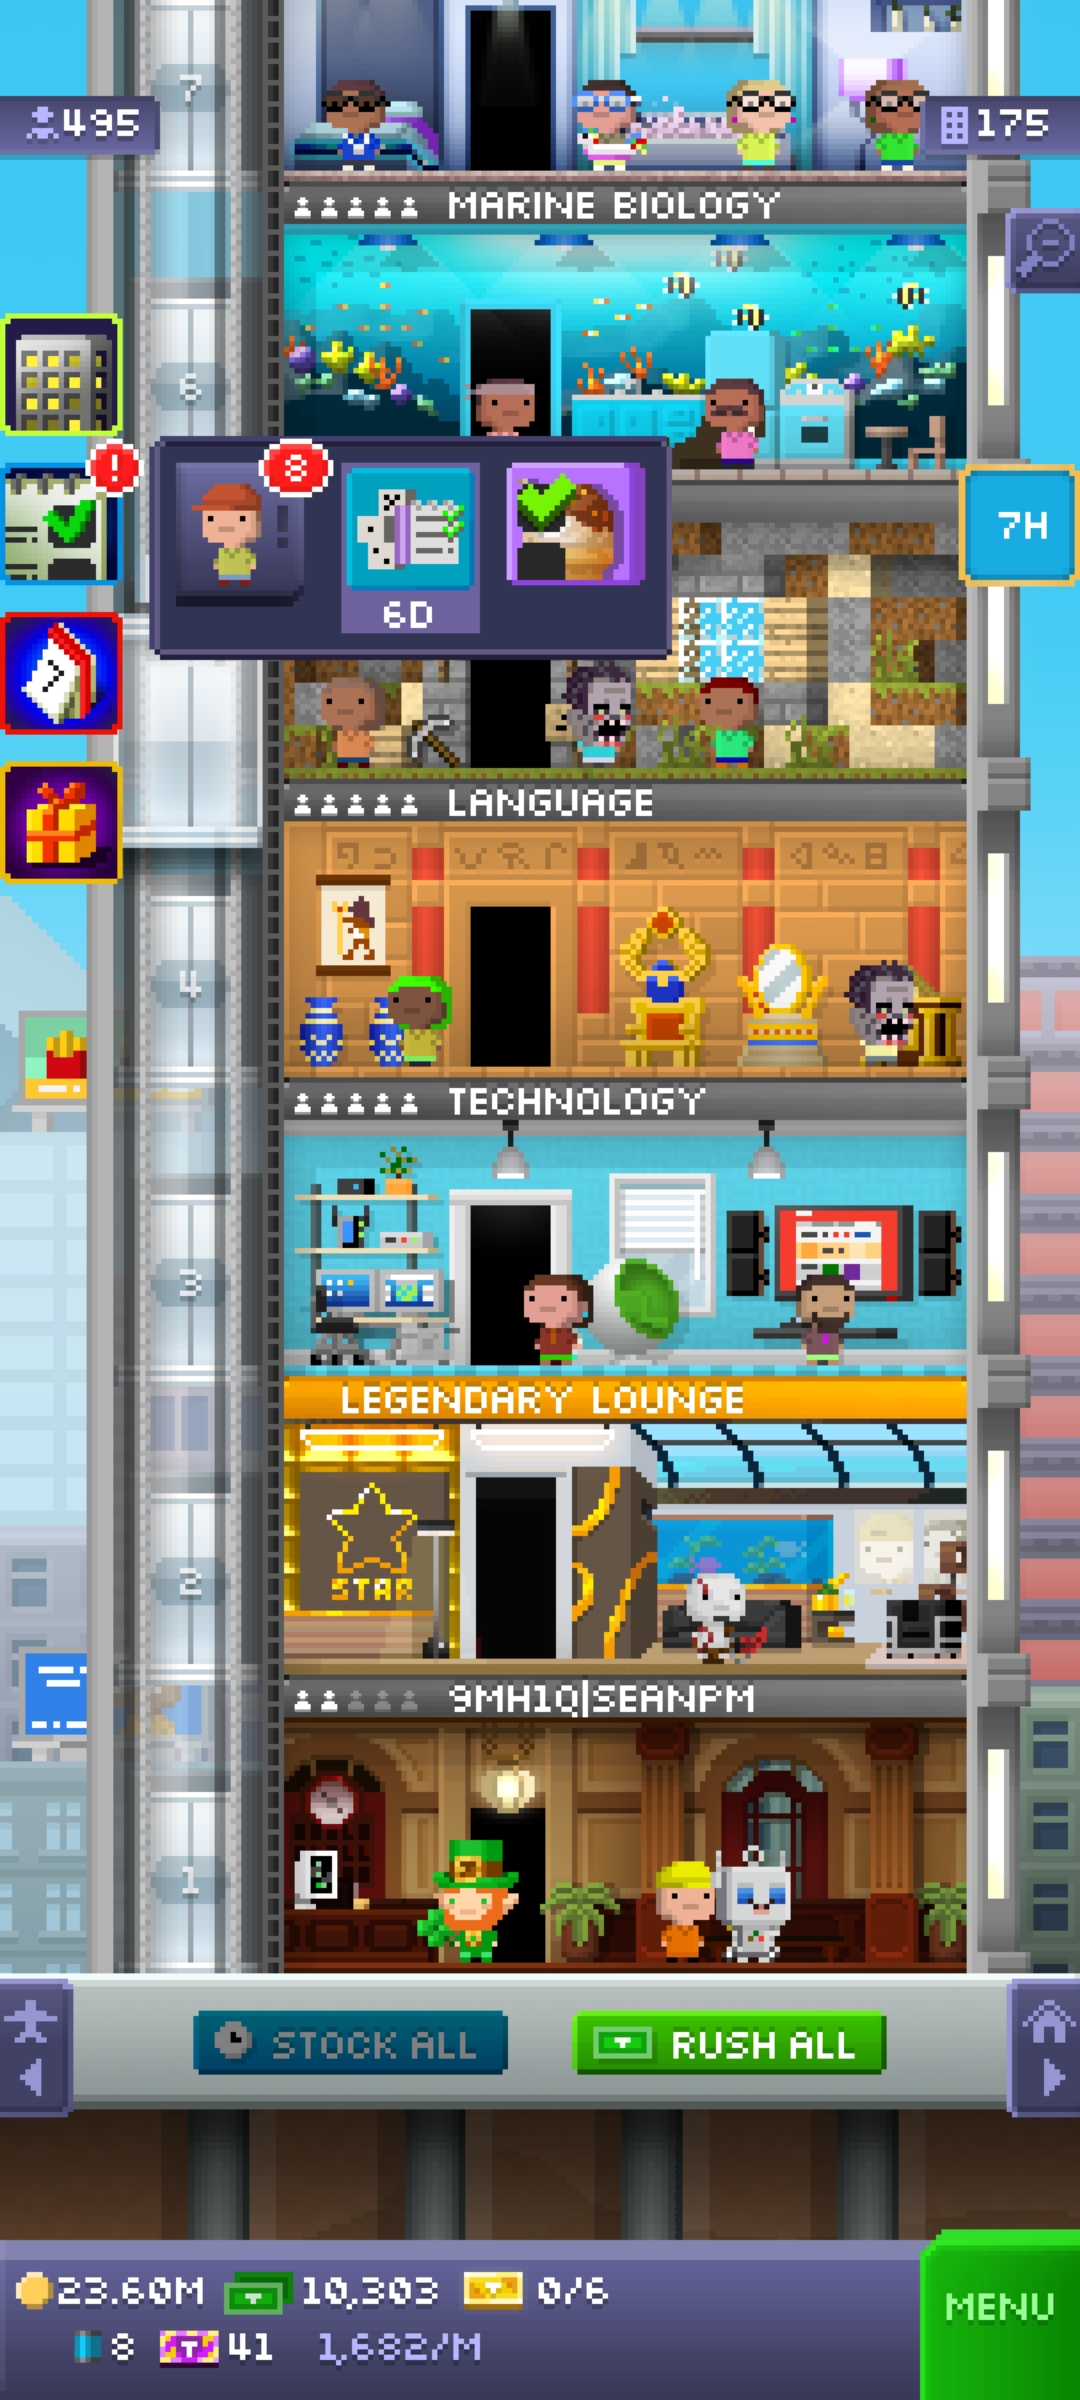 7
495
175
MARINE BIOLOGY
6
!
8
6D
7H
7
LANGUAGE
4
TECHNOLOGY
3
LEGENDARY LOUNGE
STAR
2
9MH1Q|SEANPM
1
STOCK ALL
RUSH ALL
23.60M 10,303 0/6
8 41 1,682/M
MENU